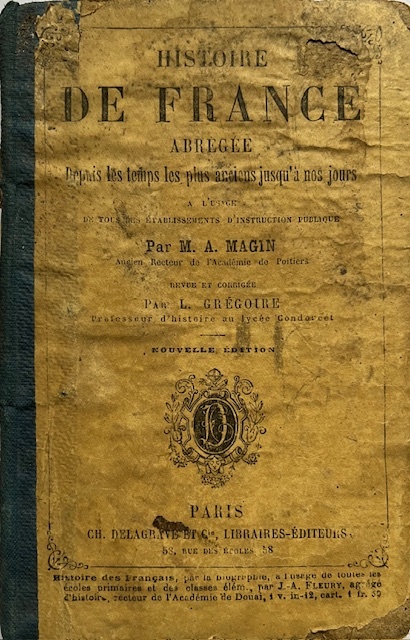 HISTOIRE
DE FRANCE
ABRÉGÉE
Depuis les temps les plus anciens jusqu'à nos jours
A L'USAGE
DE TOUS LES ÉTABLISSEMENTS D'INSTRUCTION PUBLIQUE
Par M. A. MAGIN
Ancien Recteur de l'Académie de Poitiers
REVUE ET CORRIGÉE
PAR L. GRÉGOIRE
Professeur d'histoire au lycée Condorcet
NOUVELLE ÉDITION
PARIS
CH. DELAGRAVE ET Cie, LIBRAIRES-ÉDITEURS
58, RUE DES ÉCOLES, 58
Histoire des Français, par la biographie, à l'usage de toutes les
écoles primaires et des classes élém., par J.-A. FLEURY, agrégé
d'histoire, recteur de l'Académie de Douai, 1 v. in-12, cart. 1 fr. 50